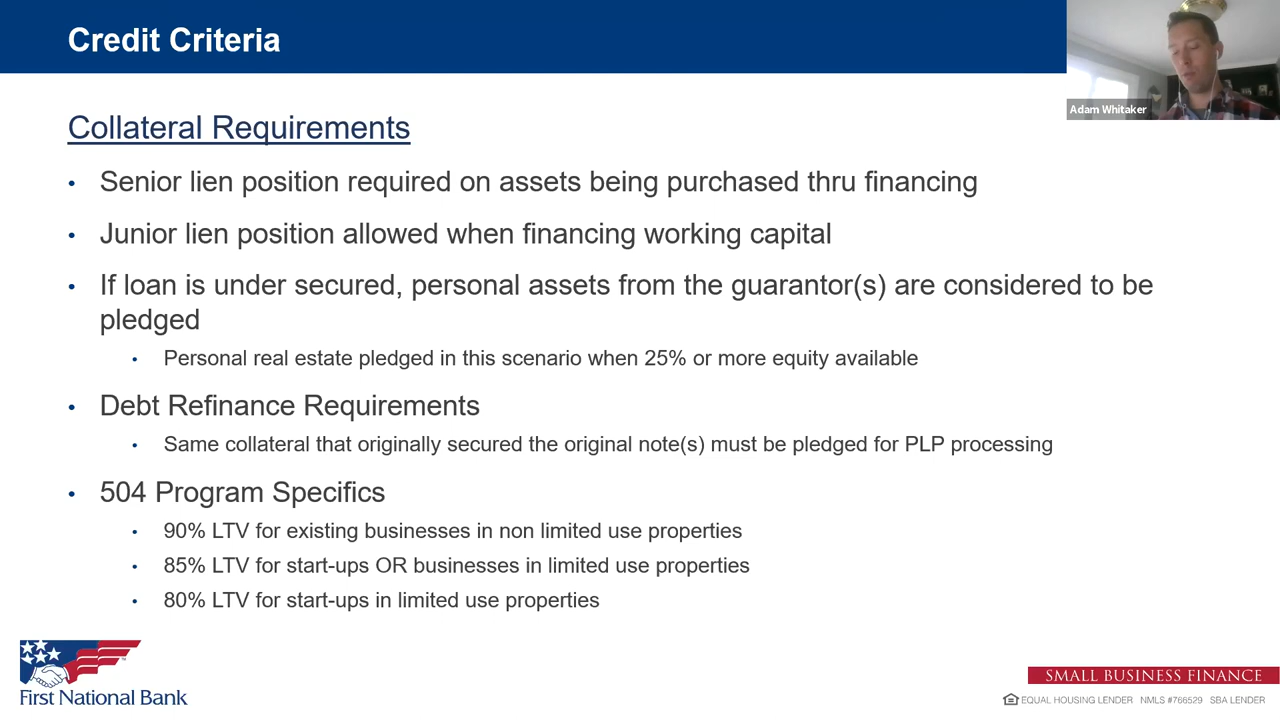 Credit Criteria
Adam Whitaker
Collateral Requirements
• Senior lien position required on assets being purchased thru financing
• Junior lien position allowed when financing working capital
• If loan is under secured, personal assets from the guarantor(s) are considered to be
pledged
• Personal real estate pledged in this scenario when 25% or more equity available
• Debt Refinance Requirements
• Same collateral that originally secured the original note(s) must be pledged for PLP processing
• 504 Program Specifics
• 90% LTV for existing businesses in non limited use properties
• 85% LTV for start-ups OR businesses in limited use properties
• 80% LTV for start-ups in limited use properties
First National Bank
SMALL BUSINESS FINANCE
EQUAL HOUSING LENDER NMLS #766529 SBA LENDER